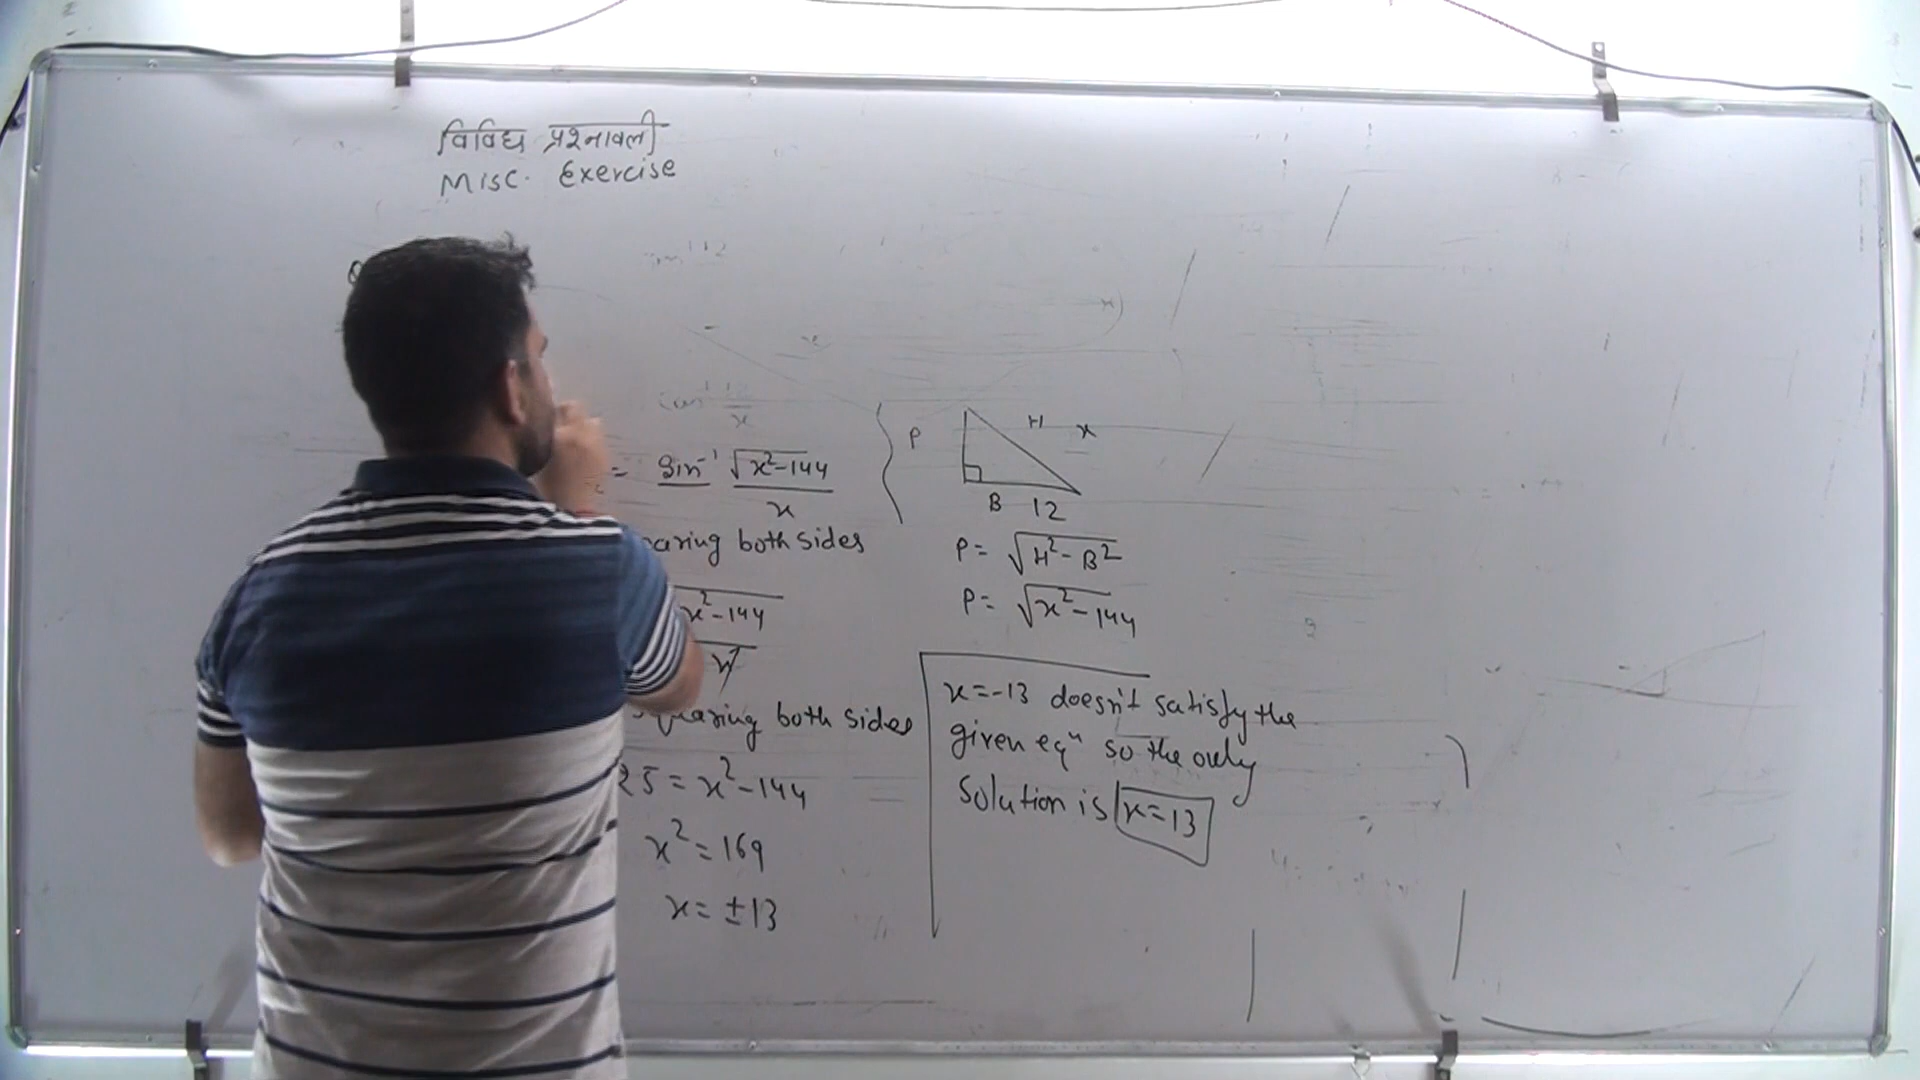 विविध प्रश्नावली
Misc. Exercise
= Sin⁻¹ √x²-144
x
both sides
x²-144
x
both sides
25 = x²-144
x² = 169
x = ±13
P
H x
B 12
P = √H²-B²
P = √x²-144
x=-13 doesn't satisfy the
given eqⁿ so the only
Solution is x=13